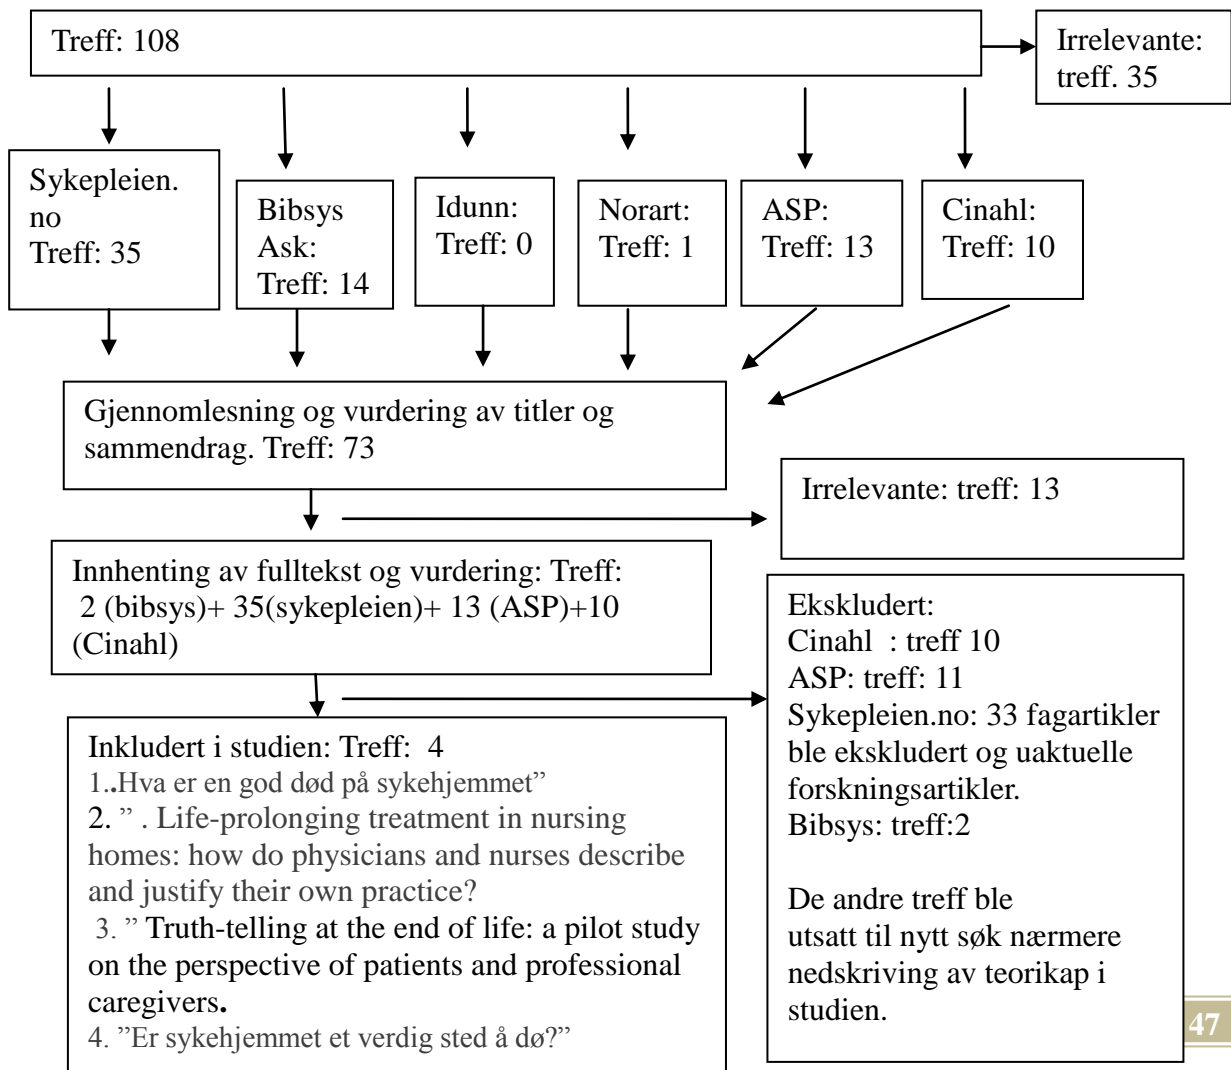 Treff: 108
Irrelevante:
treff. 35
Sykepleien.
no
Treff: 35
Bibsys
Ask:
Treff: 14
Idunn:
Treff: 0
Norart:
Treff: 1
ASP:
Treff: 13
Cinahl:
Treff: 10
Gjennomlesning og vurdering av titler og
sammendrag. Treff: 73
Irrelevante: treff: 13
Innhenting av fulltekst og vurdering: Treff:
2 (bibsys)+ 35(sykepleien)+ 13 (ASP)+10
(Cinahl)
Ekskludert:
Cinahl  : treff 10
ASP: treff: 11
Sykepleien.no: 33 fagartikler
ble ekskludert og uaktuelle
forskningsartikler.
Bibsys: treff:2
De andre treff ble
utsatt til nytt søk nærmere
nedskriving av teorikap i
studien.
Inkludert i studien: Treff:  4
1..Hva er en god død på sykehjemmet”
2. ” . Life-prolonging treatment in nursing
homes: how do physicians and nurses describe
and justify their own practice?
3. ” Truth-telling at the end of life: a pilot study
on the perspective of patients and professional
caregivers.
4. ”Er sykehjemmet et verdig sted å dø?”
47